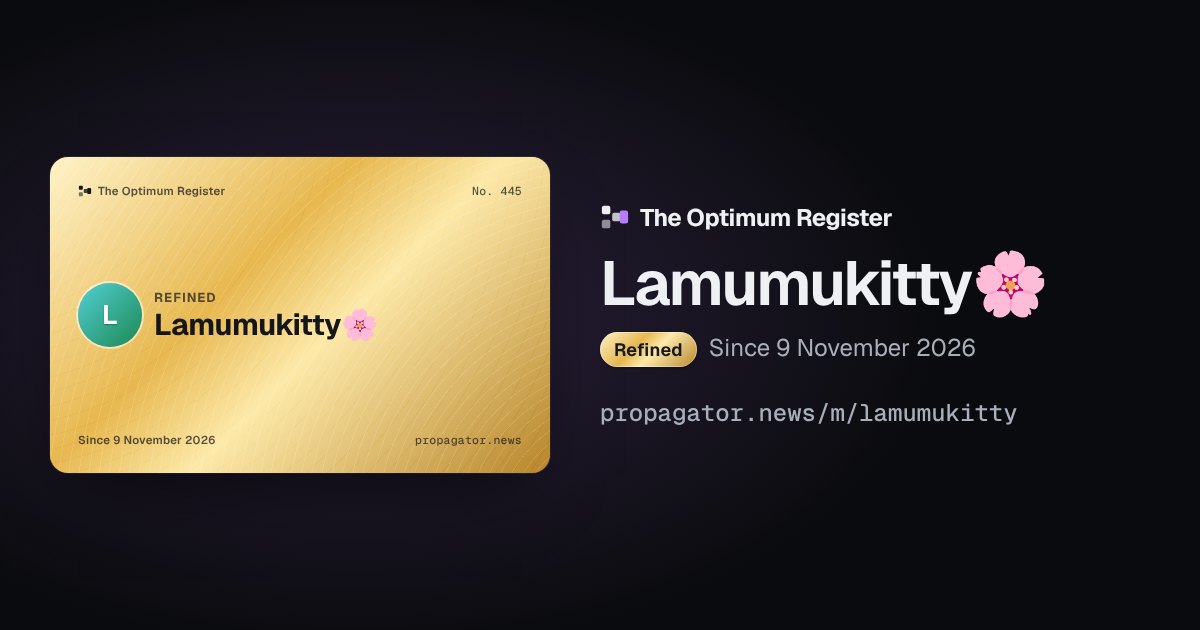 The Optimum Register
No. 445
L
REFINED
Lamumukitty🌸
Since 9 November 2026
propagator.news
The Optimum Register
Lamumukitty🌸
Refined
Since 9 November 2026
propagator.news/m/lamumukitty